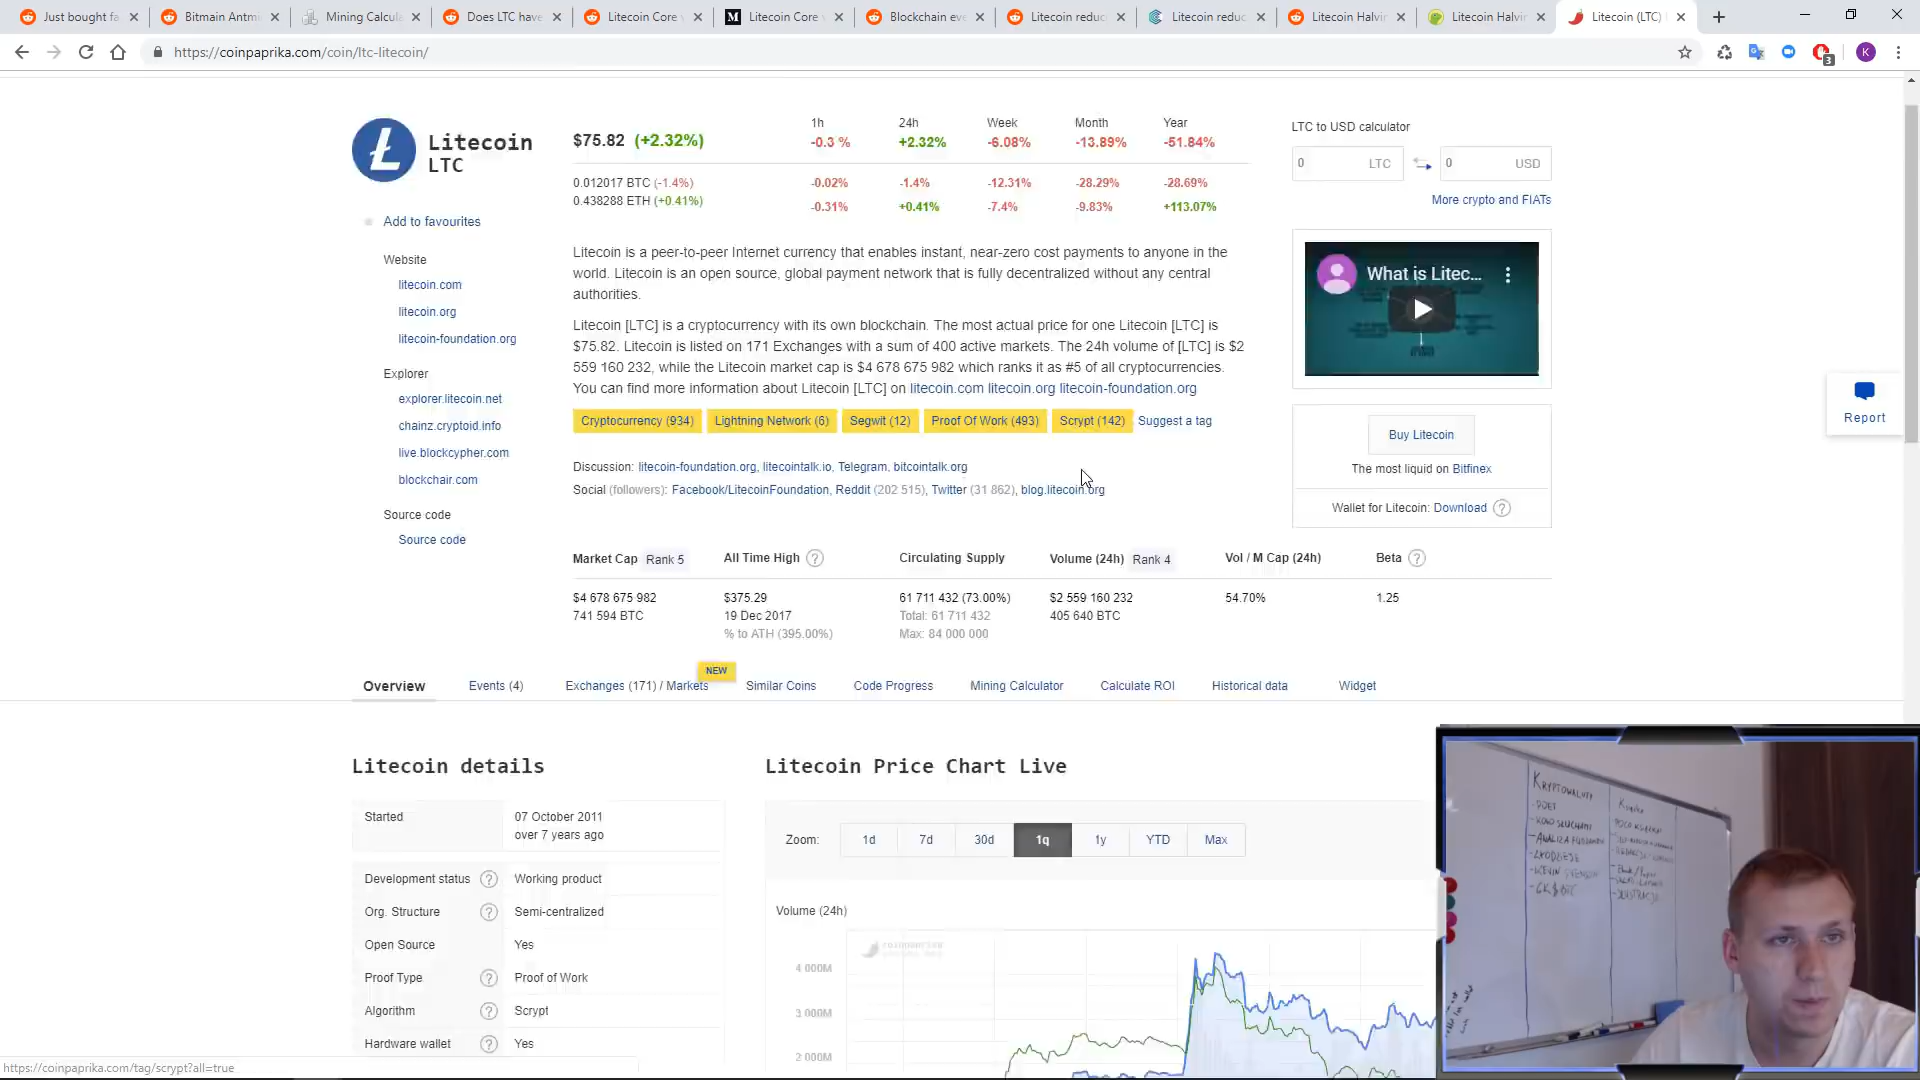 Just bought fa
Bitmain Antmi
Mining Calcula
Does LTC have
Litecoin Core v
Litecoin Core v
Blockchain eve
Litecoin reduc
Litecoin reduc
Litecoin Halvin
Litecoin Halvin
Litecoin (LTC)
https://coinpaprika.com/coin/ltc-litecoin/
3
K
Litecoin
LTC
$75.82 (+2.32%)
1h 24h Week Month Year
-0.3 % +2.32% -6.08% -13.89% -51.84%
0.012017 BTC (-1.4%) -0.02% -1.4% -12.31% -28.29% -28.69%
0.438288 ETH (+0.41%) -0.31% +0.41% -7.4% -9.83% +113.07%
LTC to USD calculator
0 LTC 0 USD
More crypto and FIATs
Add to favourites
Website
litecoin.com
litecoin.org
litecoin-foundation.org
Explorer
explorer.litecoin.net
chainz.cryptoid.info
live.blockcypher.com
blockchair.com
Source code
Source code
Litecoin is a peer-to-peer Internet currency that enables instant, near-zero cost payments to anyone in the
world. Litecoin is an open source, global payment network that is fully decentralized without any central
authorities.
Litecoin [LTC] is a cryptocurrency with its own blockchain. The most actual price for one Litecoin [LTC] is
$75.82. Litecoin is listed on 171 Exchanges with a sum of 400 active markets. The 24h volume of [LTC] is $2
559 160 232, while the Litecoin market cap is $4 678 675 982 which ranks it as #5 of all cryptocurrencies.
You can find more information about Litecoin [LTC] on litecoin.com litecoin.org litecoin-foundation.org
Cryptocurrency (934) Lightning Network (6) Segwit (12) Proof Of Work (493) Scrypt (142) Suggest a tag
Discussion: litecoin-foundation.org, litecointalk.io, Telegram, bitcointalk.org
Social (followers): Facebook/LitecoinFoundation, Reddit (202 515), Twitter (31 862), blog.litecoin.org
What is Litec...
Buy Litecoin
The most liquid on Bitfinex
Wallet for Litecoin: Download ?
Report
Market Cap Rank 5 All Time High ? Circulating Supply Volume (24h) Rank 4 Vol / M Cap (24h) Beta ?
$4 678 675 982 $375.29 61 711 432 (73.00%) $2 559 160 232 54.70% 1.25
741 594 BTC 19 Dec 2017 Total: 61 711 432 405 640 BTC
% to ATH (395.00%) Max: 84 000 000
NEW
Overview Events (4) Exchanges (171) / Markets Similar Coins Code Progress Mining Calculator Calculate ROI Historical data Widget
Litecoin details
Started 07 October 2011
over 7 years ago
Development status ? Working product
Org. Structure ? Semi-centralized
Open Source Yes
Proof Type ? Proof of Work
Algorithm ? Scrypt
Hardware wallet ? Yes
Litecoin Price Chart Live
Zoom: 1d 7d 30d 1q 1y YTD Max
Volume (24h)
coinpaprika
4 000M
3 000M
2 000M
KRYPTOWALUTY
https://coinpaprika.com/tag/scrypt?all=true